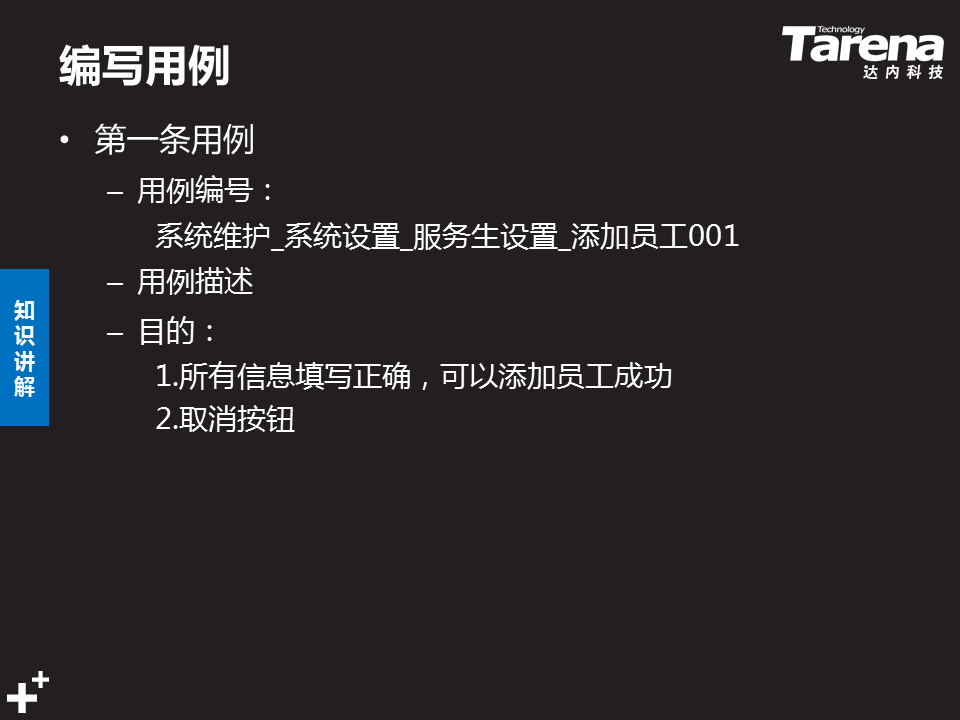 编写用例
Technology
Tarena
达内科技
• 第一条用例
– 用例编号：
系统维护_系统设置_服务生设置_添加员工001
– 用例描述
– 目的：
1.所有信息填写正确，可以添加员工成功
2.取消按钮
知识讲解